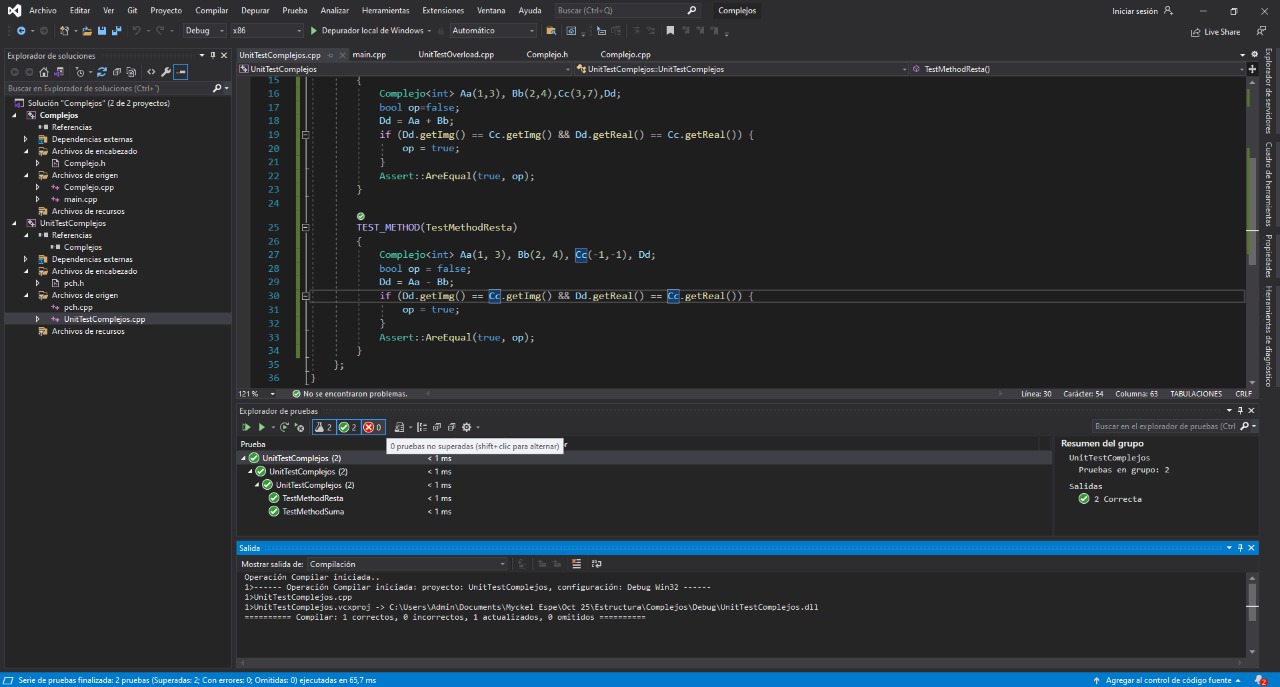 Archivo Editar Ver Git Proyecto Compilar Depurar Prueba Analizar Herramientas Extensiones Ventana Ayuda Buscar (Ctrl+Q) Complejos Iniciar sesión
Debug x86 Depurador local de Windows Automático Live Share
Explorador de soluciones
Buscar en Explorador de soluciones (Ctrl+´)
Solución "Complejos" (2 de 2 proyectos)
Complejos
Referencias
Dependencias externas
Archivos de encabezado
Complejo.h
Archivos de origen
Complejo.cpp
main.cpp
Archivos de recursos
UnitTestComplejos
Referencias
Complejos
Dependencias externas
Archivos de encabezado
pch.h
Archivos de origen
pch.cpp
UnitTestComplejos.cpp
Archivos de recursos
UnitTestComplejos.cpp main.cpp UnitTestOverload.cpp Complejo.h Complejo.cpp
UnitTestComplejos UnitTestComplejos::UnitTestComplejos TestMethodResta()
15 {
16 Complejo<int> Aa(1,3), Bb(2,4),Cc(3,7),Dd;
17 bool op=false;
18 Dd = Aa + Bb;
19 if (Dd.getImg() == Cc.getImg() && Dd.getReal() == Cc.getReal()) {
20 op = true;
21 }
22 Assert::AreEqual(true, op);
23 }
24
25 TEST_METHOD(TestMethodResta)
26 {
27 Complejo<int> Aa(1, 3), Bb(2, 4), Cc(-1,-1), Dd;
28 bool op = false;
29 Dd = Aa - Bb;
30 if (Dd.getImg() == Cc.getImg() && Dd.getReal() == Cc.getReal()) {
31 op = true;
32 }
33 Assert::AreEqual(true, op);
34 }
35 };
36 }
121 % No se encontraron problemas. Línea: 30 Carácter: 54 Columna: 63 TABULACIONES CRLF
Explorador de pruebas
2 2 0 Buscar en el explorador de pruebas (Ctrl
0 pruebas no superadas (shift+clic para alternar)
Prueba
UnitTestComplejos (2) < 1 ms
UnitTestComplejos (2) < 1 ms
UnitTestComplejos (2) < 1 ms
TestMethodResta < 1 ms
TestMethodSuma < 1 ms
Resumen del grupo
UnitTestComplejos
Pruebas en grupo: 2
Salidas
2 Correcta
Salida
Mostrar salida de: Compilación
Operación Compilar iniciada..
1>------ Operación Compilar iniciada: proyecto: UnitTestComplejos, configuración: Debug Win32 ------
1>UnitTestComplejos.cpp
1>UnitTestComplejos.vcxproj -> C:\Users\Admin\Documents\Myckel Espe\Oct 25\Estructura\Complejos\Debug\UnitTestComplejos.dll
========== Compilar: 1 correctos, 0 incorrectos, 1 actualizados, 0 omitidos ==========
Explorador de servidores
Cuadro de herramientas
Propiedades
Herramientas de diagnóstico
Serie de pruebas finalizada: 2 pruebas (Superadas: 2; Con errores: 0; Omitidas: 0) ejecutadas en 65,7 ms Agregar al control de código fuente 2